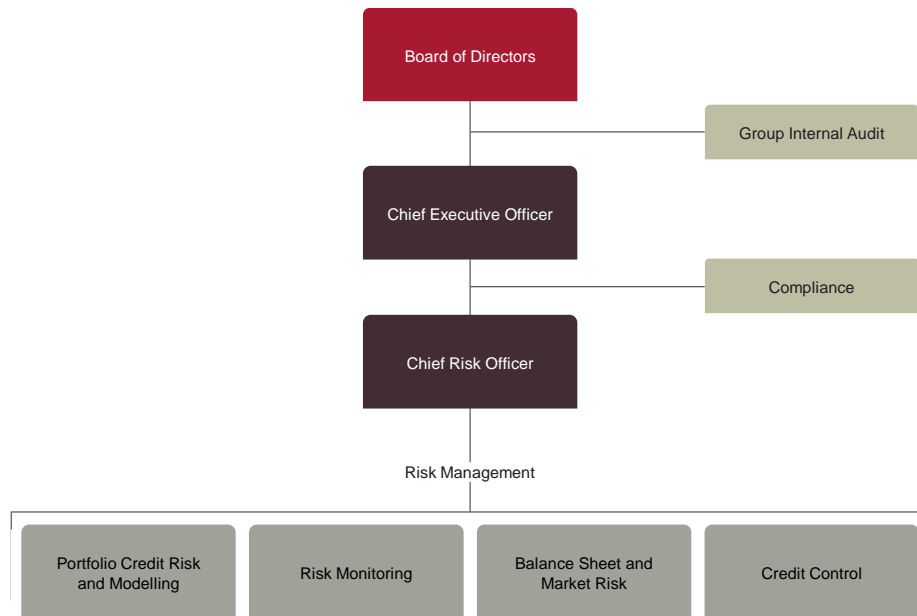 Board of Directors
Group Internal Audit
Chief Executive Officer
Compliance
Chief Risk Officer
Risk Management
Portfolio Credit Risk
and Modelling
Risk Monitoring
Balance Sheet and
Market Risk
Credit Control